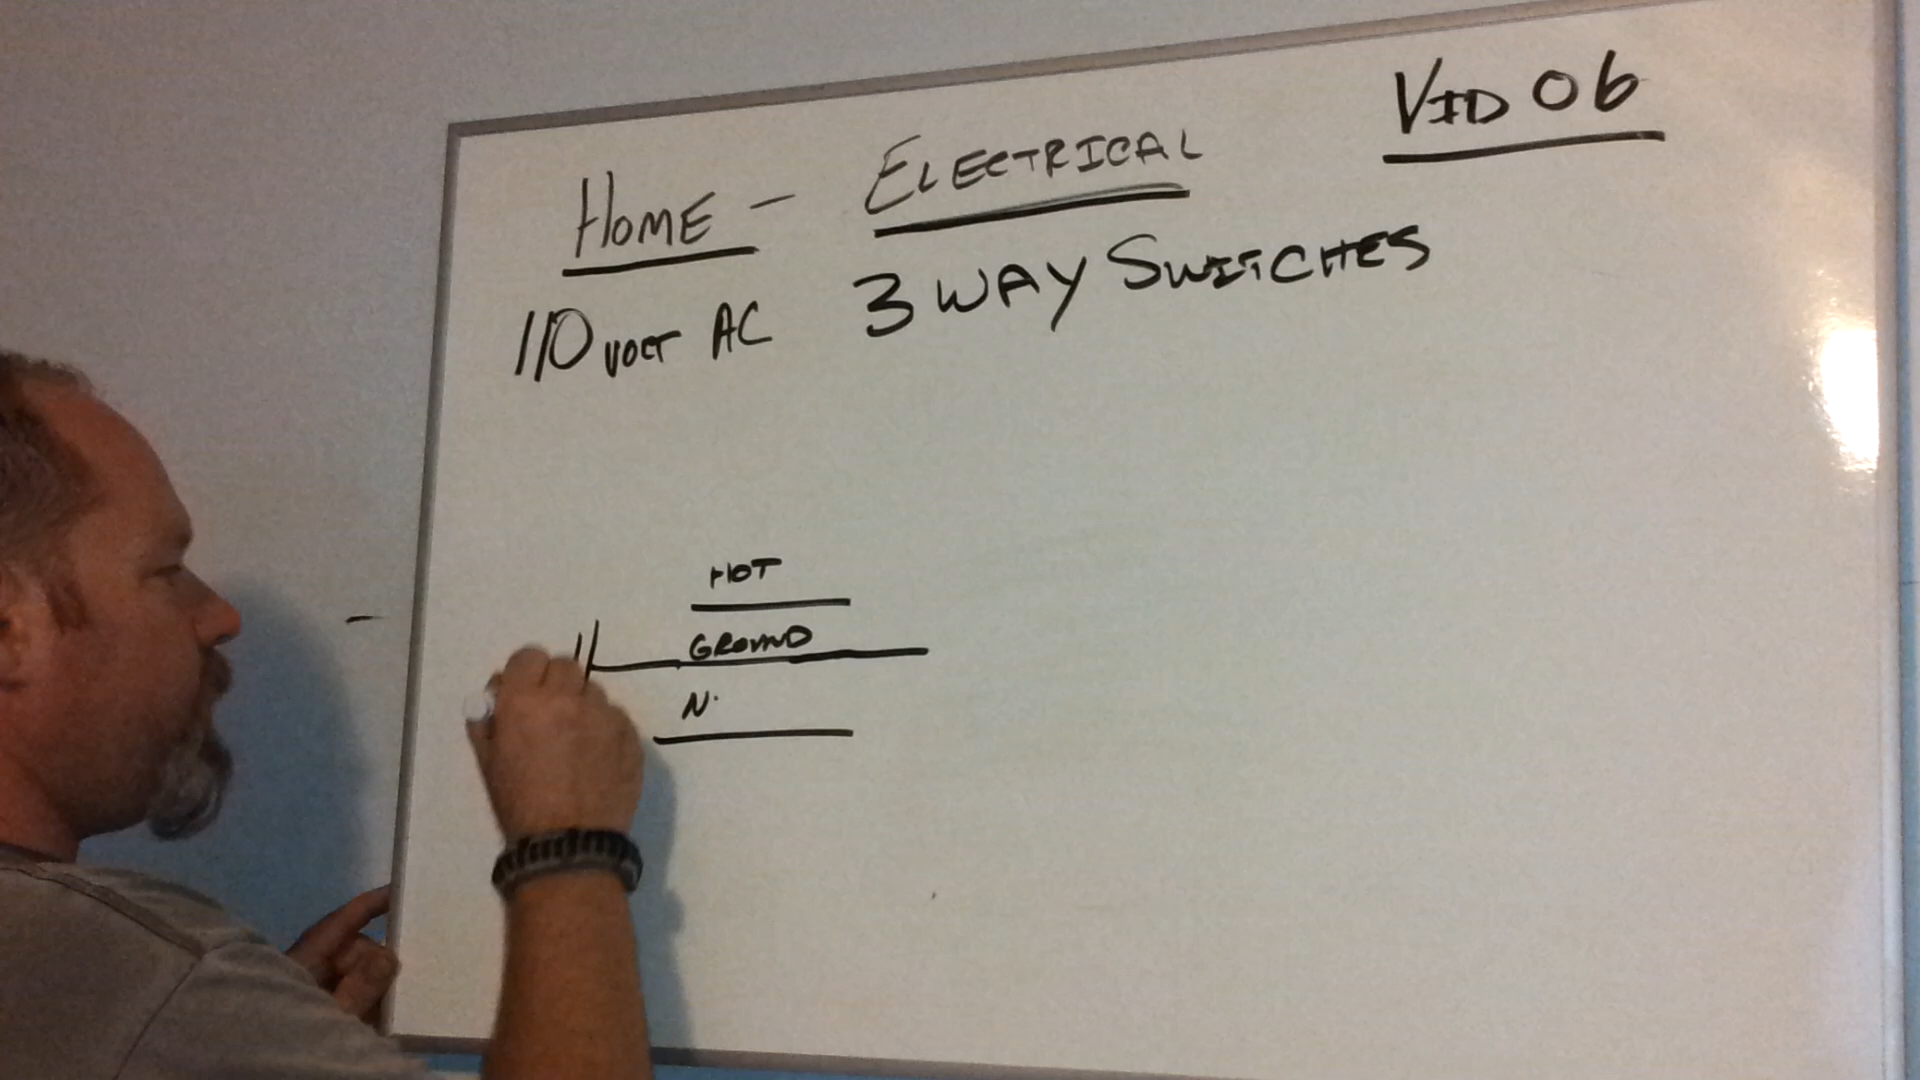 VID 06
HOME - ELECTRICAL
110 VOLT AC 3 WAY SWITCHES
HOT
GROUND
N.